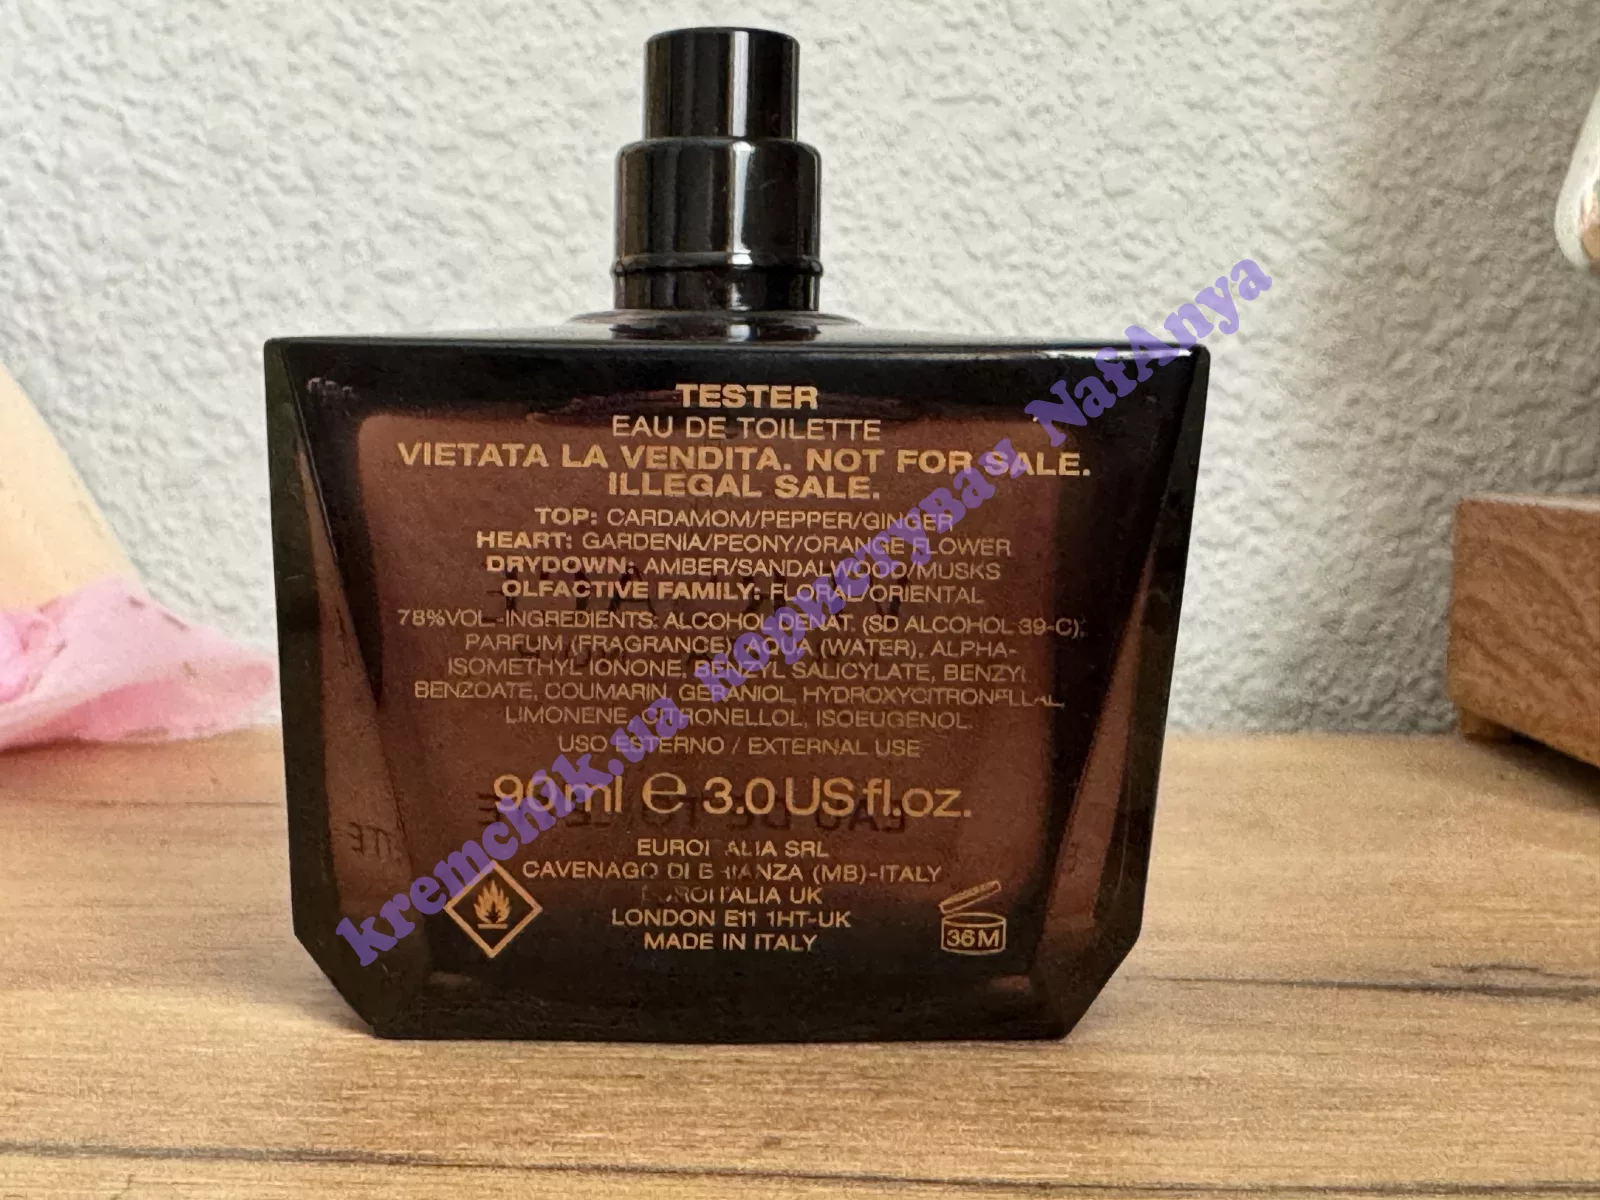 TESTER
EAU DE TOILETTE
VIETATA LA VENDITA. NOT FOR SALE.
ILLEGAL SALE.
TOP: CARDAMOM/PEPPER/GINGER
HEART: GARDENIA/PEONY/ORANGE FLOWER
DRYDOWN: AMBER/SANDALWOOD/MUSKS
OLFACTIVE FAMILY: FLORAL/ORIENTAL
78%VOL-INGREDIENTS: ALCOHOL DENAT. (SD ALCOHOL 39-C),
PARFUM (FRAGRANCE), AQUA (WATER), ALPHA-
ISOMETHYL IONONE, BENZYL SALICYLATE, BENZYL
BENZOATE, COUMARIN, GERANIOL, HYDROXYCITRONELLAL,
LIMONENE, CITRONELLOL, ISOEUGENOL.
USO ESTERNO / EXTERNAL USE
90 ml e 3.0 US fl.oz.
EUROITALIA SRL
CAVENAGO DI BRIANZA (MB)-ITALY
EUROITALIA UK
LONDON E11 1HT-UK
MADE IN ITALY
36M
kremchik.ua користувач NafAnya